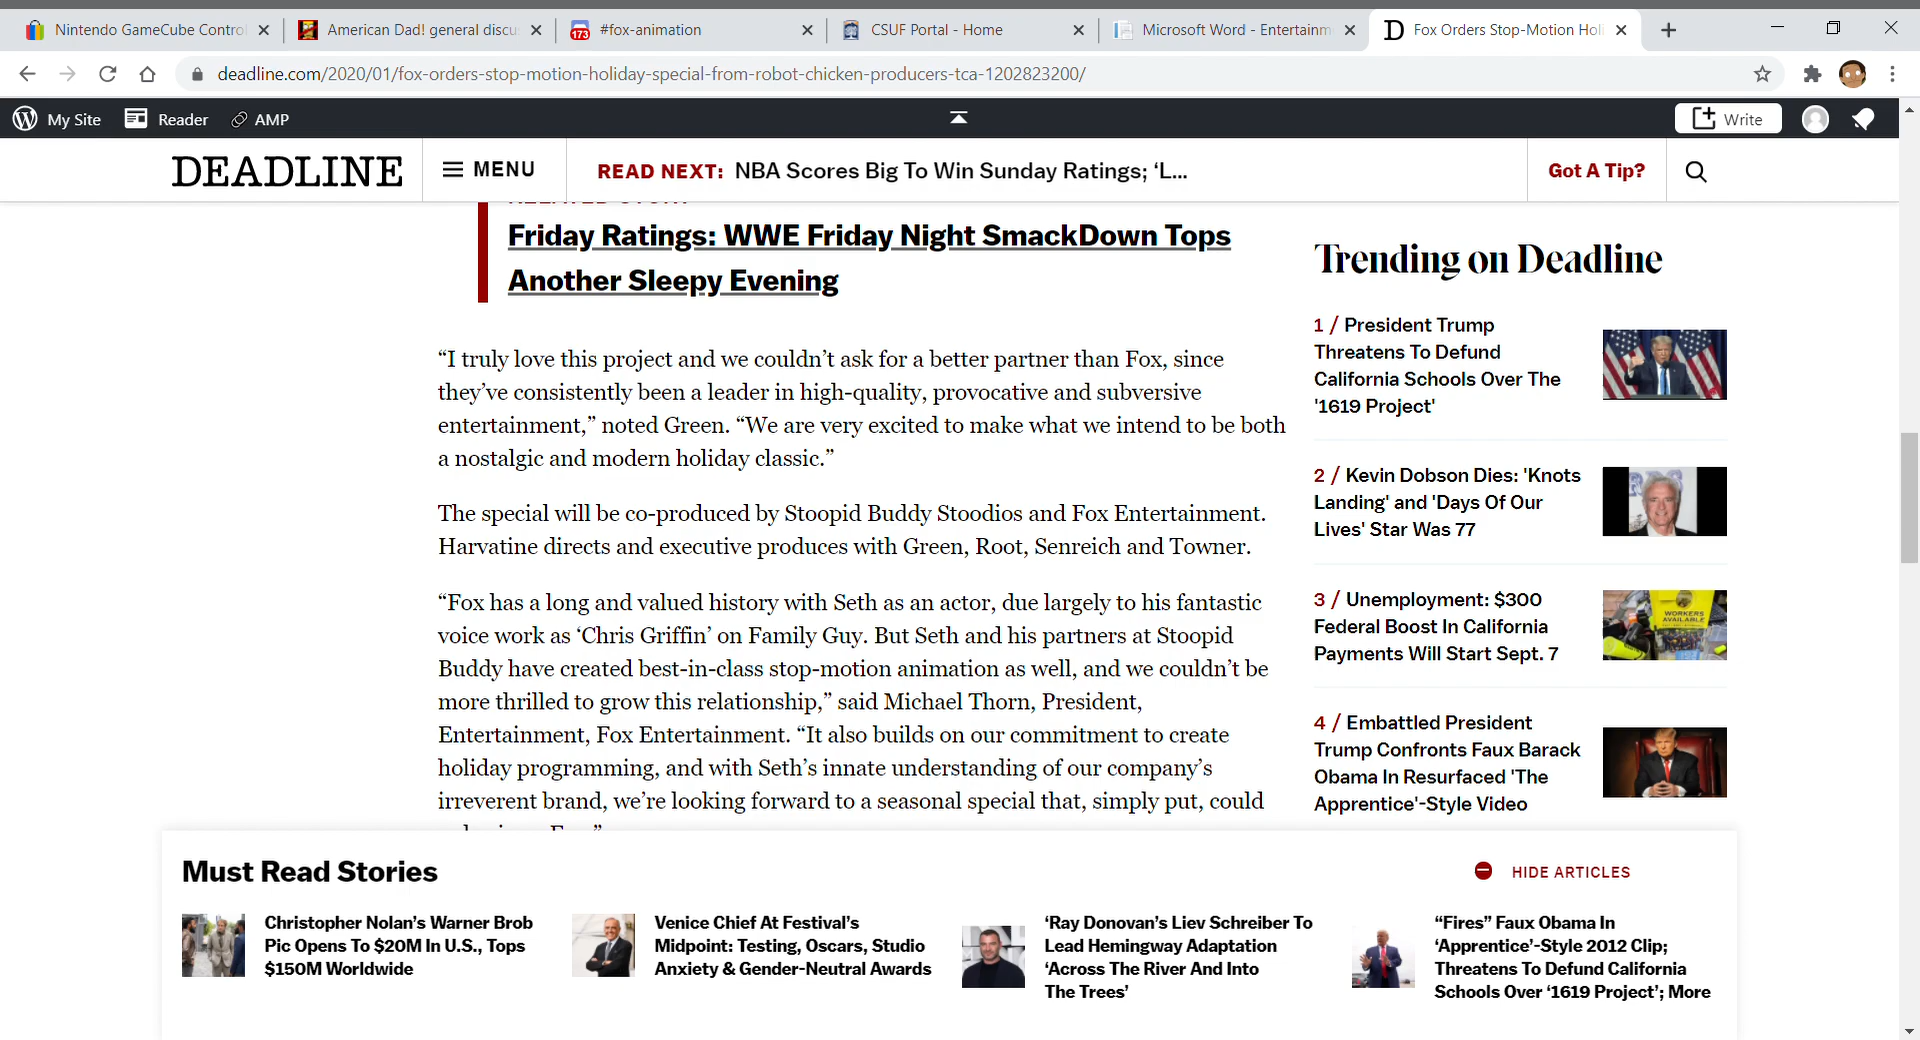 Nintendo GameCube Contro
American Dad! general discu
173
#fox-animation
CSUF Portal - Home
Microsoft Word - Entertainm
D Fox Orders Stop-Motion Holi
deadline.com/2020/01/fox-orders-stop-motion-holiday-special-from-robot-chicken-producers-tca-1202823200/
My Site
Reader
AMP
Write
DEADLINE
MENU
READ NEXT: NBA Scores Big To Win Sunday Ratings; ‘L...
Got A Tip?
Friday Ratings: WWE Friday Night SmackDown Tops
Another Sleepy Evening
“I truly love this project and we couldn’t ask for a better partner than Fox, since
they’ve consistently been a leader in high-quality, provocative and subversive
entertainment,” noted Green. “We are very excited to make what we intend to be both
a nostalgic and modern holiday classic.”
The special will be co-produced by Stoopid Buddy Stoodios and Fox Entertainment.
Harvatine directs and executive produces with Green, Root, Senreich and Towner.
“Fox has a long and valued history with Seth as an actor, due largely to his fantastic
voice work as ‘Chris Griffin’ on Family Guy. But Seth and his partners at Stoopid
Buddy have created best-in-class stop-motion animation as well, and we couldn’t be
more thrilled to grow this relationship,” said Michael Thorn, President,
Entertainment, Fox Entertainment. “It also builds on our commitment to create
holiday programming, and with Seth’s innate understanding of our company’s
irreverent brand, we’re looking forward to a seasonal special that, simply put, could
Trending on Deadline
1 / President Trump
Threatens To Defund
California Schools Over The
'1619 Project'
2 / Kevin Dobson Dies: 'Knots
Landing' and 'Days Of Our
Lives' Star Was 77
3 / Unemployment: $300
Federal Boost In California
Payments Will Start Sept. 7
WORKERS
AVAILABLE
4 / Embattled President
Trump Confronts Faux Barack
Obama In Resurfaced 'The
Apprentice'-Style Video
Must Read Stories
HIDE ARTICLES
Christopher Nolan’s Warner Brob
Pic Opens To $20M In U.S., Tops
$150M Worldwide
Venice Chief At Festival’s
Midpoint: Testing, Oscars, Studio
Anxiety & Gender-Neutral Awards
‘Ray Donovan’s Liev Schreiber To
Lead Hemingway Adaptation
‘Across The River And Into
The Trees’
“Fires” Faux Obama In
‘Apprentice’-Style 2012 Clip;
Threatens To Defund California
Schools Over ‘1619 Project’; More